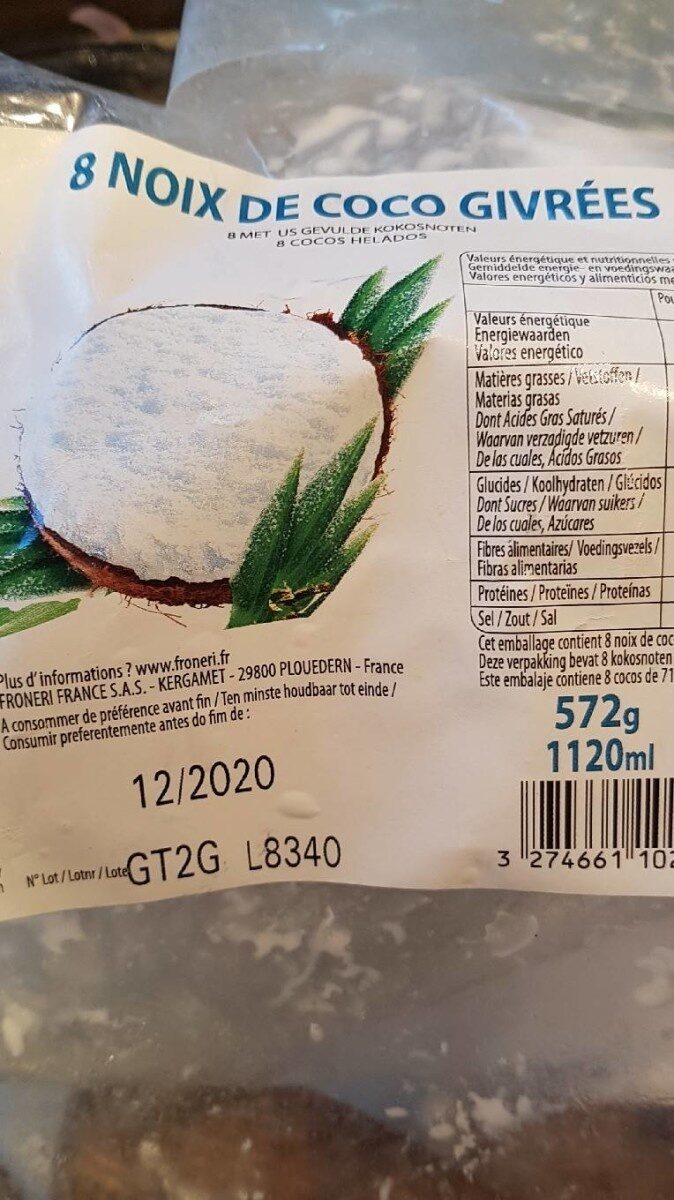 8 NOIX DE COCO GIVRÉES
8 MET US GEVULDE KOKOSNOTEN
8 COCOS HELADOS
Valeurs énergétique et nutritionnelles
Gemiddelde energie- en voedingswaa
Valores energéticos y alimenticios me
Pou
Valeurs énergétique
Energiewaarden
Valores energético
Matières grasses / Vetstoffen /
Materias grasas
Dont Acides Gras Saturés /
Waarvan verzadigde vetzuren /
De las cuales, Ácidos Grasos
Glucides / Koolhydraten / Glúcidos
Dont Sucres / Waarvan suikers /
De los cuales, Azúcares
Fibres alimentaires/ Voedingsvezels /
Fibras alimentarias
Protéines / Proteïnes / Proteínas
Sel / Zout / Sal
Cet emballage contient 8 noix de coc
Deze verpakking bevat 8 kokosnoten
Este embalaje contiene 8 cocos de 71
572g
1120ml
3 274661 102
Plus d'informations ? www.froneri.fr
FRONERI FRANCE S.A.S. - KERGAMET - 29800 PLOUEDERN - France
A consommer de préférence avant fin / Ten minste houdbaar tot einde /
Consumir preferentemente antes do fim de :
12/2020
N° Lot / Lotnr / Lote GT2G L8340